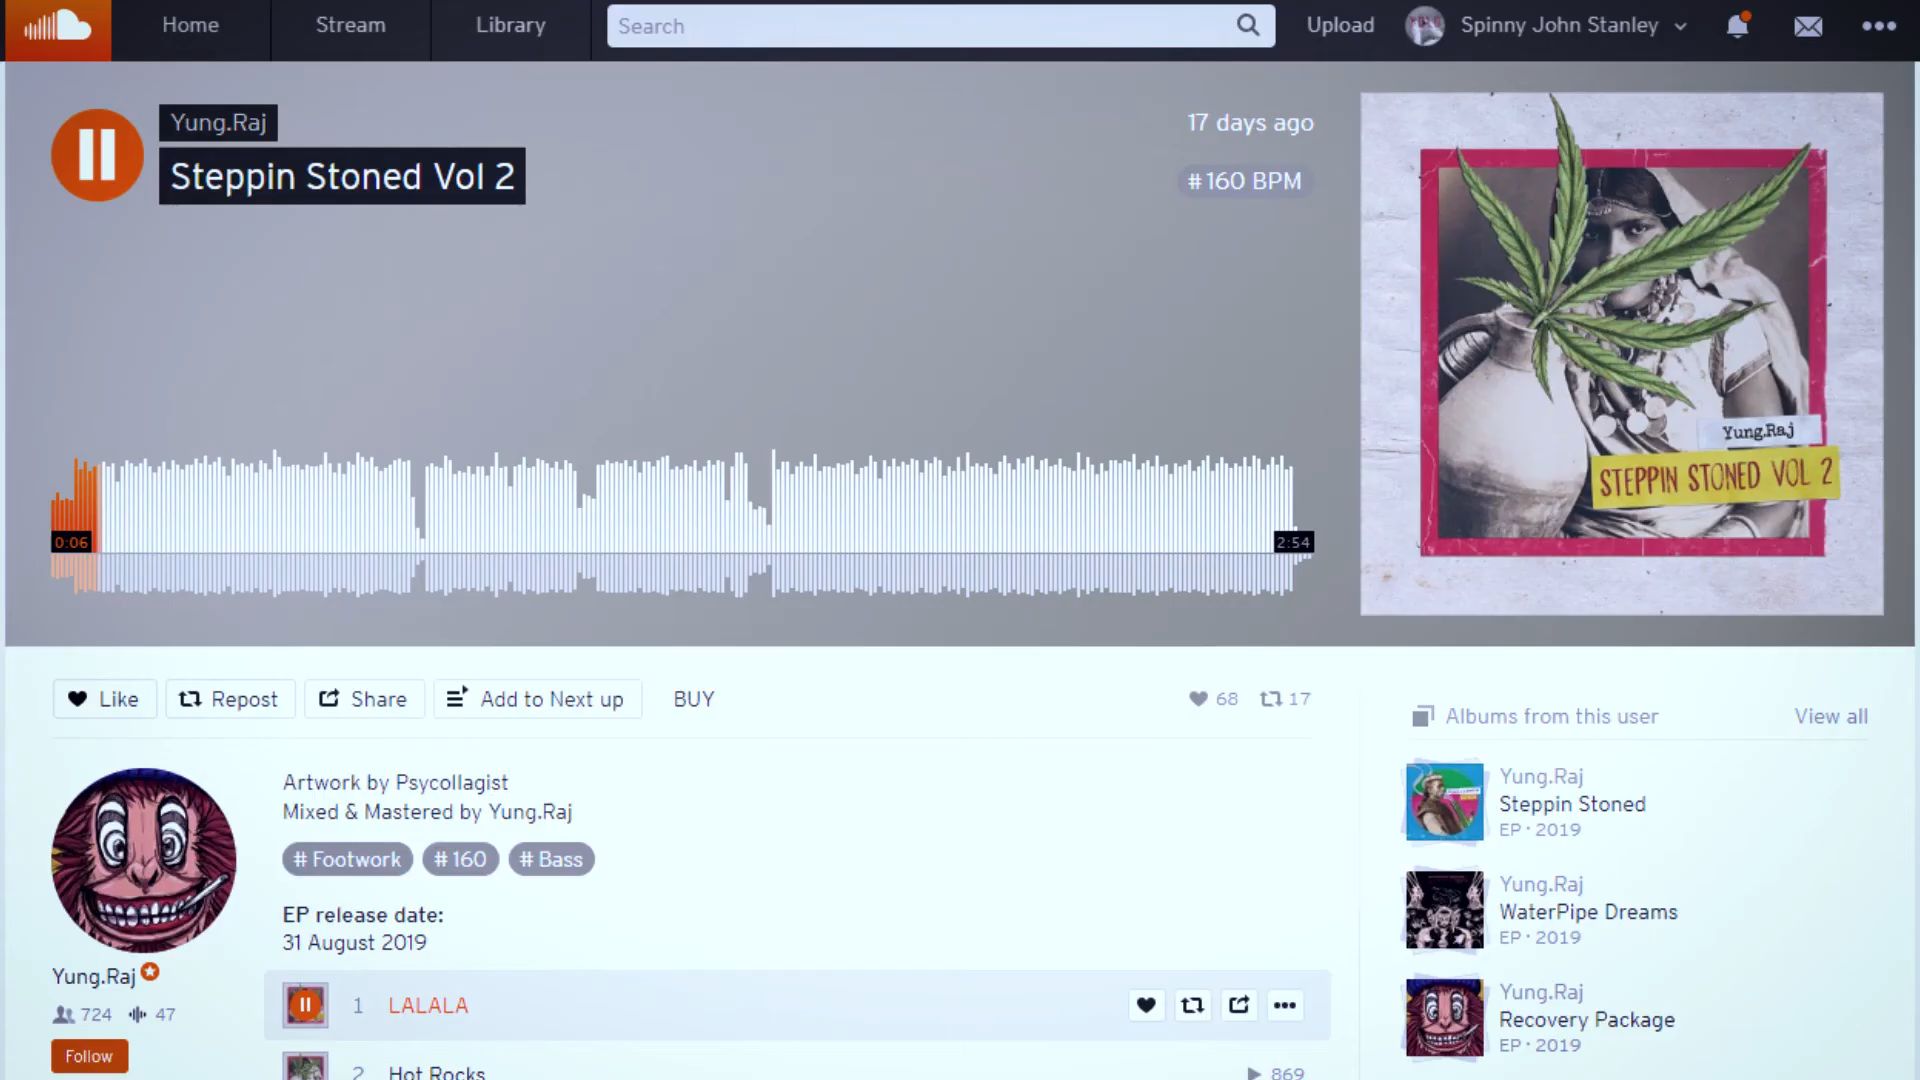 Home
Stream
Library
Search
Upload
Spinny John Stanley
Yung.Raj
Steppin Stoned Vol 2
17 days ago
# 160 BPM
Yung.Raj
STEPPIN STONED VOL 2
0:06
2:54
Like
Repost
Share
Add to Next up
BUY
68
17
Albums from this user
View all
Artwork by Psycollagist
Mixed & Mastered by Yung.Raj
# Footwork
# 160
# Bass
EP release date:
31 August 2019
Yung.Raj
724
47
Follow
1 LALALA
2 Hot Rocks
869
Yung.Raj
Steppin Stoned
EP · 2019
Yung.Raj
WaterPipe Dreams
EP · 2019
Yung.Raj
Recovery Package
EP · 2019